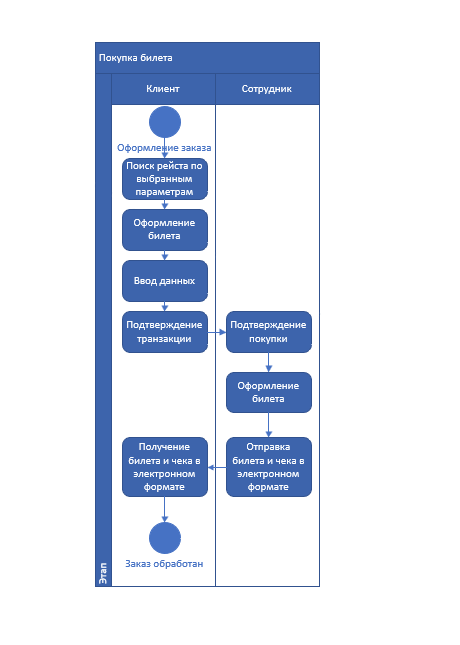 Покупка билета
Клиент
Сотрудник
Оформление заказа
Поиск рейста по
выбранным
параметрам
Оформление
билета
Ввод данных
Подтверждение
транзакции
Подтверждение
покупки
Оформление
билета
Отправка
билета и чека в
электронном
формате
Получение
билета и чека в
электронном
формате
Заказ обработан
Этап